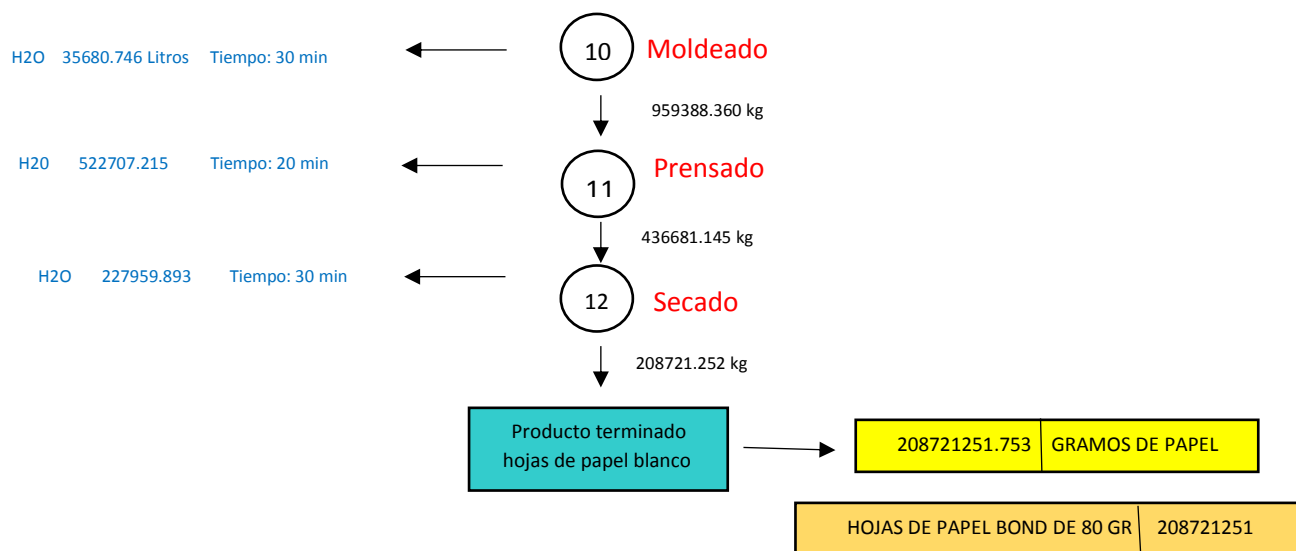 H2O 35680.746 Litros Tiempo: 30 min
10
Moldeado
959388.360 kg
H20 522707.215 Tiempo: 20 min
11
Prensado
436681.145 kg
H2O 227959.893 Tiempo: 30 min
12
Secado
208721.252 kg
Producto terminado
hojas de papel blanco
208721251.753 GRAMOS DE PAPEL
HOJAS DE PAPEL BOND DE 80 GR 208721251